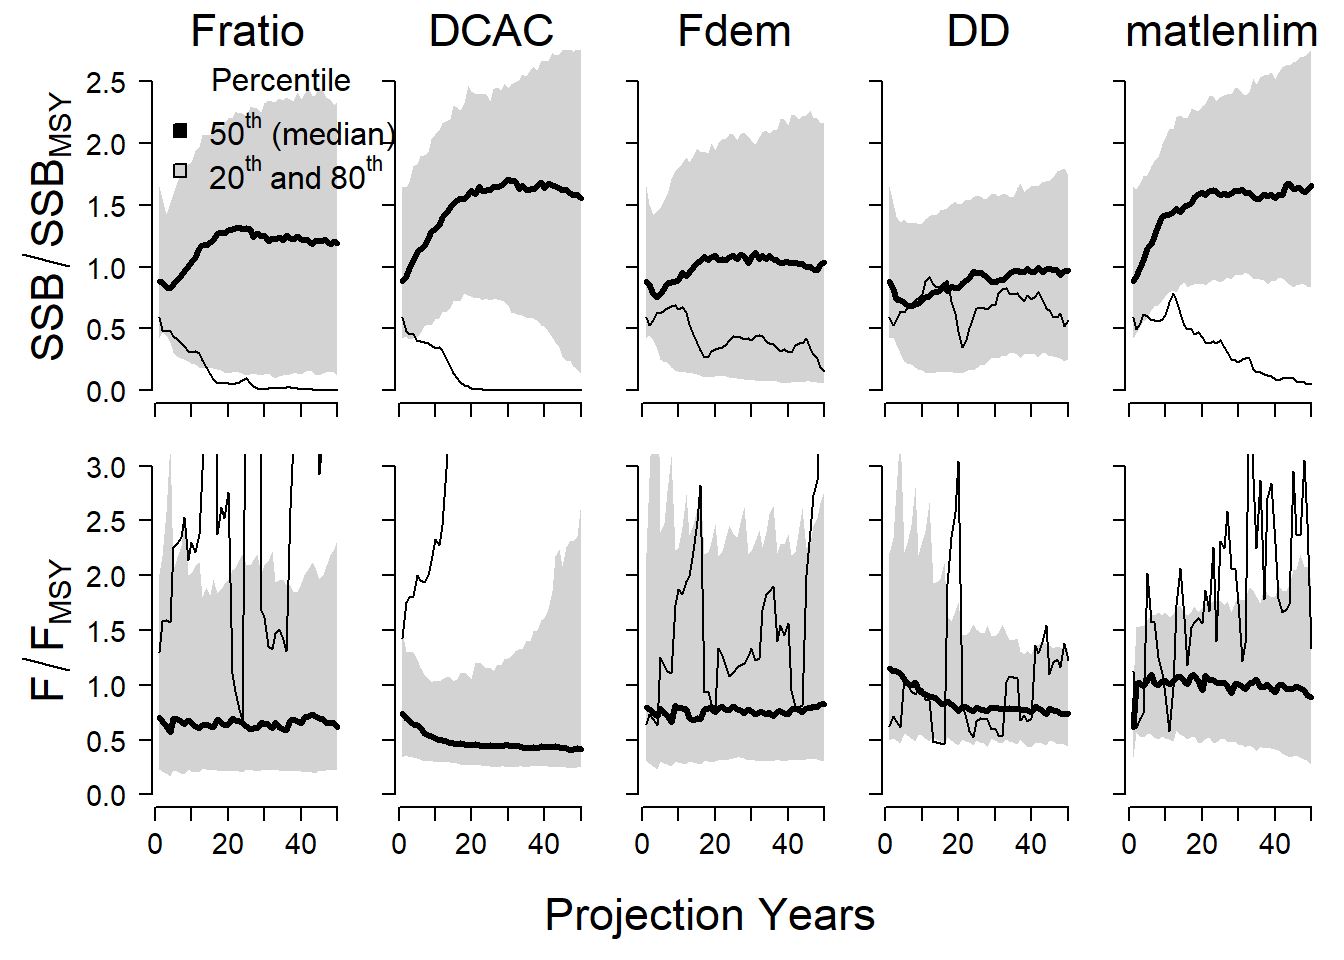 Fratio DCAC Fdem DD matlenlim
Percentile
50th (median)
20th and 80th
SSB / SSBMSY
2.5
2.0
1.5
1.0
0.5
0.0
F / FMSY
3.0
2.5
2.0
1.5
1.0
0.5
0.0
0 20 40 0 20 40 0 20 40 0 20 40 0 20 40
Projection Years